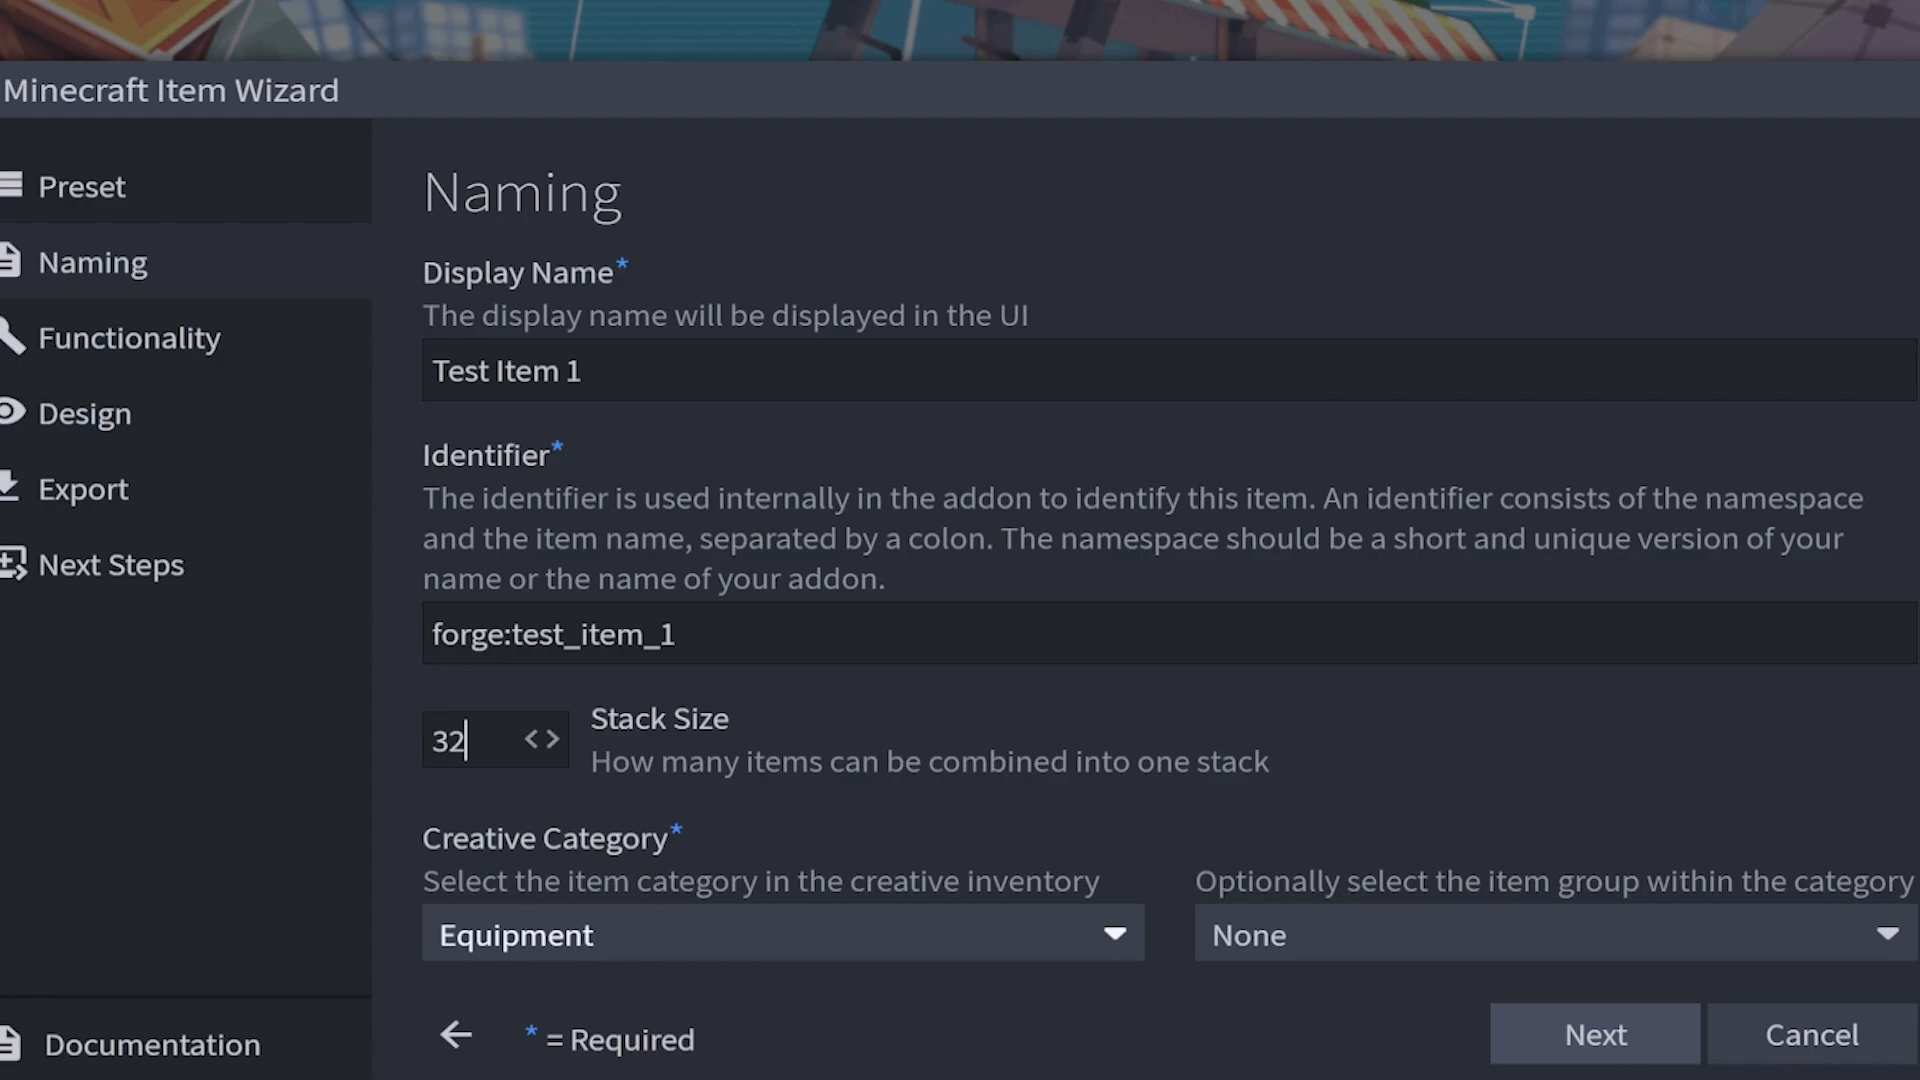 Minecraft Item Wizard
Preset
Naming
Functionality
Design
Export
Next Steps
Documentation
Naming
Display Name*
The display name will be displayed in the UI
Test Item 1
Identifier*
The identifier is used internally in the addon to identify this item. An identifier consists of the namespace
and the item name, separated by a colon. The namespace should be a short and unique version of your
name or the name of your addon.
forge:test_item_1
32 < > Stack Size
How many items can be combined into one stack
Creative Category*
Select the item category in the creative inventory
Equipment
Optionally select the item group within the category
None
* = Required
Next
Cancel